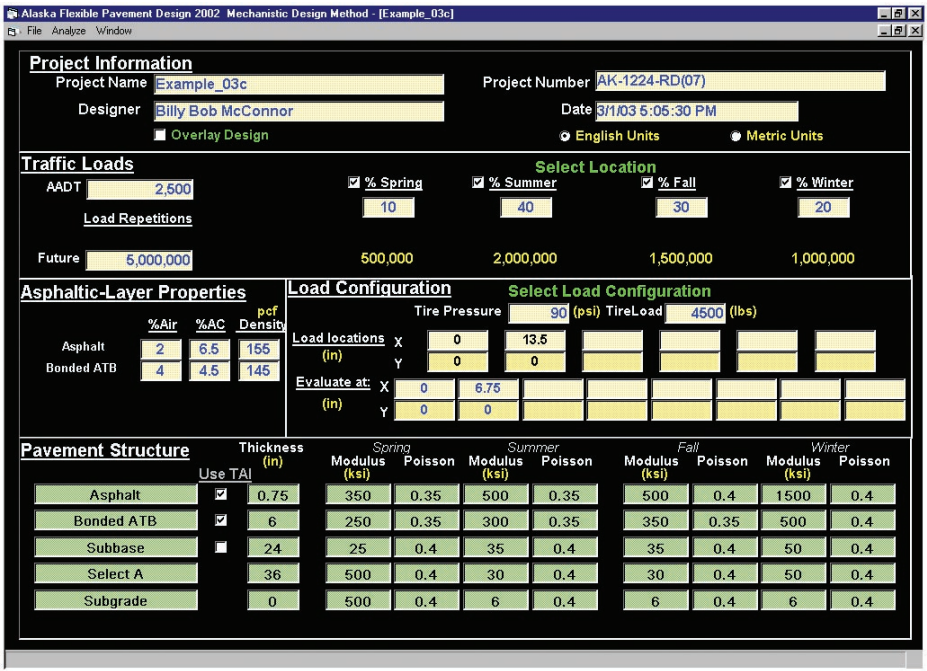 Alaska Flexible Pavement Design 2002 Mechanistic Design Method - [Example_03c]
File Analyze Window
Project Information
Project Name Example_03c Project Number AK-1224-RD(07)
Designer Billy Bob McConnor Date 3/1/03 5:05:30 PM
Overlay Design English Units Metric Units
Traffic Loads Select Location
AADT 2,500 % Spring % Summer % Fall % Winter
10 40 30 20
Load Repetitions
Future 5,000,000 500,000 2,000,000 1,500,000 1,000,000
Asphaltic-Layer Properties
%Air %AC pcf Density
Asphalt 2 6.5 155
Bonded ATB 4 4.5 145
Load Configuration Select Load Configuration
Tire Pressure 90 (psi) TireLoad 4500 (lbs)
Load locations X 0 13.5
(in) Y 0 0
Evaluate at: X 0 6.75
(in) Y 0 0
Pavement Structure Thickness Spring Summer Fall Winter
Use TAI (in) Modulus Poisson Modulus Poisson Modulus Poisson Modulus Poisson
(ksi) (ksi) (ksi) (ksi)
Asphalt 0.75 350 0.35 500 0.35 500 0.4 1500 0.4
Bonded ATB 6 250 0.35 300 0.35 350 0.35 500 0.4
Subbase 24 25 0.4 35 0.4 35 0.4 50 0.4
Select A 36 500 0.4 30 0.4 30 0.4 50 0.4
Subgrade 0 500 0.4 6 0.4 6 0.4 6 0.4